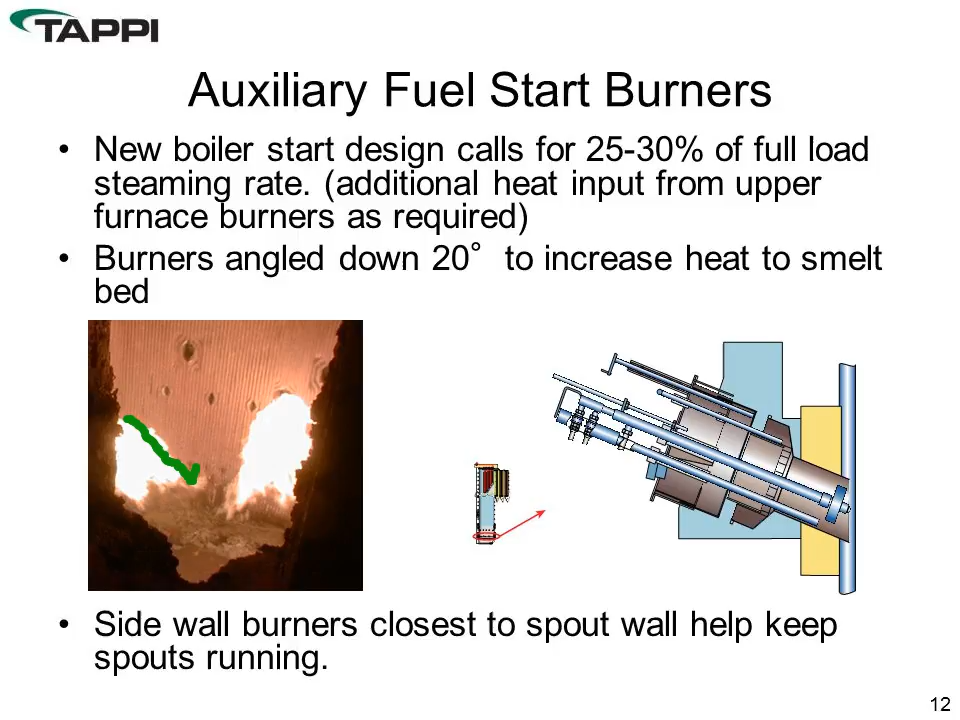 TAPPI
Auxiliary Fuel Start Burners
• New boiler start design calls for 25-30% of full load
steaming rate. (additional heat input from upper
furnace burners as required)
• Burners angled down 20° to increase heat to smelt
bed
• Side wall burners closest to spout wall help keep
spouts running.
12